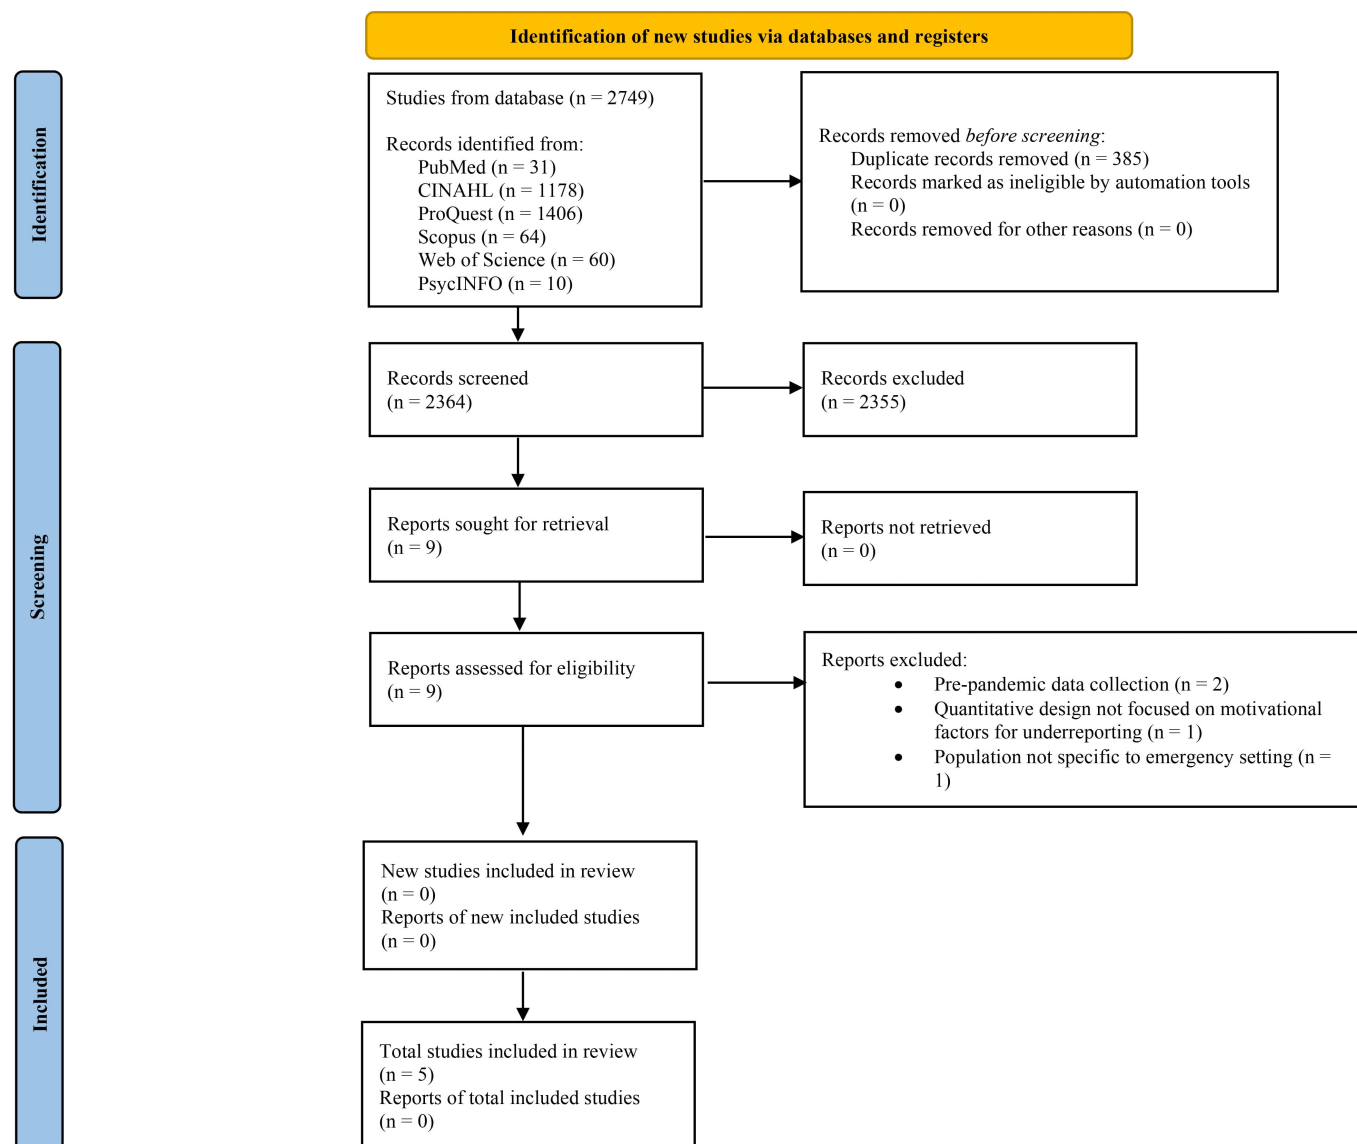 Identification of new studies via databases and registers
Identification
Studies from database (n = 2749)
Records identified from:
PubMed (n = 31)
CINAHL (n = 1178)
ProQuest (n = 1406)
Scopus (n = 64)
Web of Science (n = 60)
PsycINFO (n = 10)
Records removed before screening:
Duplicate records removed (n = 385)
Records marked as ineligible by automation tools
(n = 0)
Records removed for other reasons (n = 0)
Screening
Records screened
(n = 2364)
Records excluded
(n = 2355)
Reports sought for retrieval
(n = 9)
Reports not retrieved
(n = 0)
Reports assessed for eligibility
(n = 9)
Reports excluded:
• Pre-pandemic data collection (n = 2)
• Quantitative design not focused on motivational
factors for underreporting (n = 1)
• Population not specific to emergency setting (n =
1)
Included
New studies included in review
(n = 0)
Reports of new included studies
(n = 0)
Total studies included in review
(n = 5)
Reports of total included studies
(n = 0)